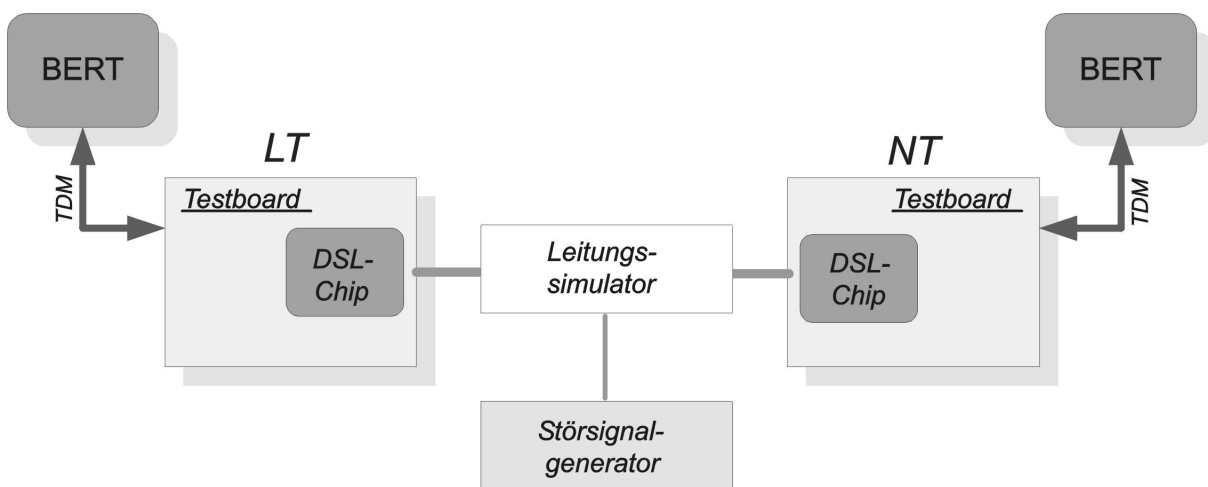 BERT
BERT
LT
NT
TDM
TDM
Testboard
Testboard
DSL-
Chip
Leitungs-
simulator
DSL-
Chip
Störsignal-
generator